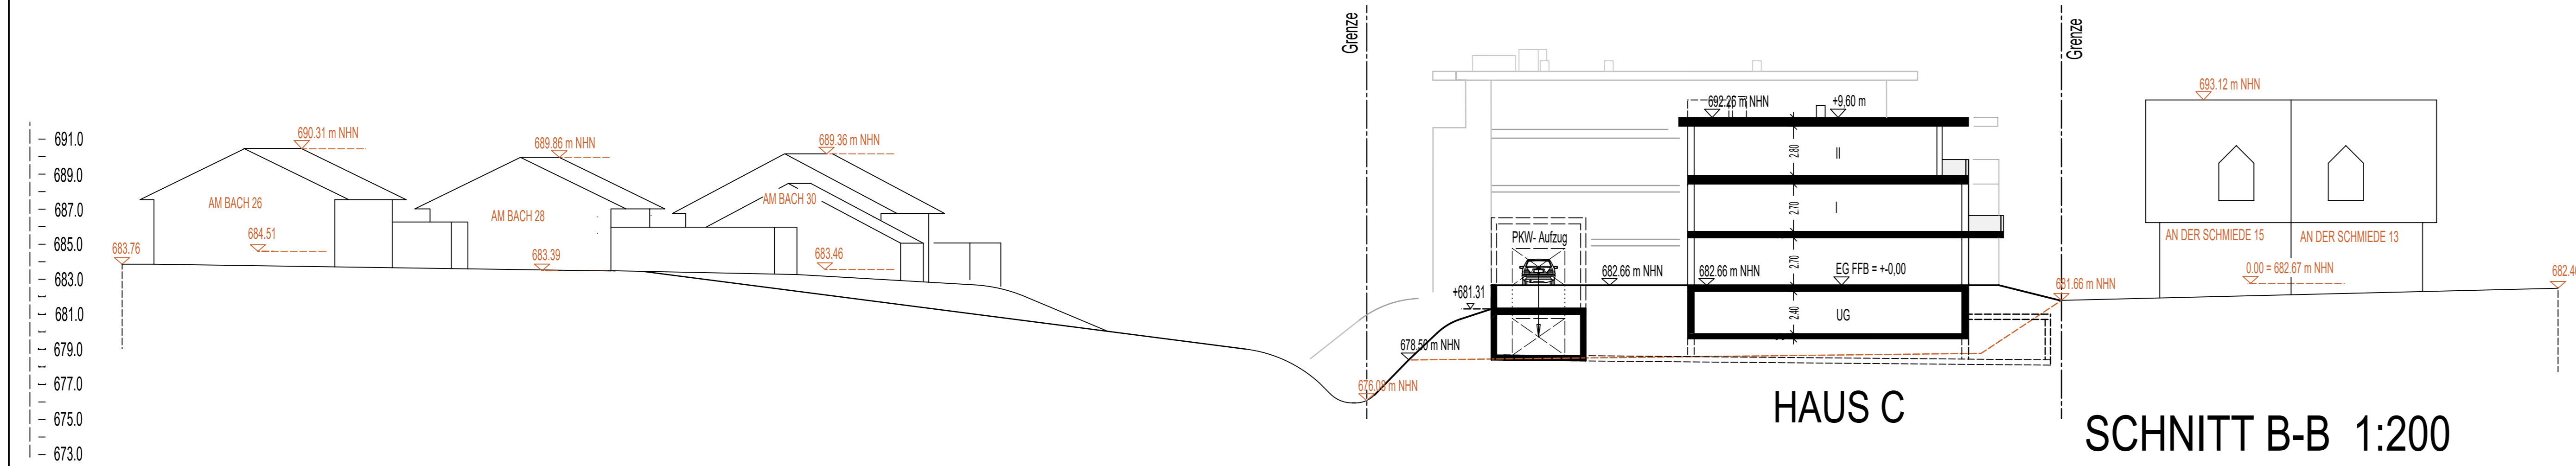 Grenze
Grenze
693.12 m NHN
692.26 m NHN
+9,60 m
691.0
690.31 m NHN
689.86 m NHN
689.36 m NHN
689.0
2.80
II
AM BACH 26
AM BACH 28
AM BACH 30
687.0
2.70
I
685.0
683.76
684.51
683.39
683.46
PKW- Aufzug
AN DER SCHMIEDE 15
AN DER SCHMIEDE 13
683.0
682.66 m NHN
682.66 m NHN
2.70
EG FFB = +-0,00
0.00 = 682.67 m NHN
+681.31
681.66 m NHN
681.0
2.40
UG
679.0
678.50 m NHN
677.0
676.08 m NHN
675.0
673.0
HAUS C
SCHNITT B-B 1:200